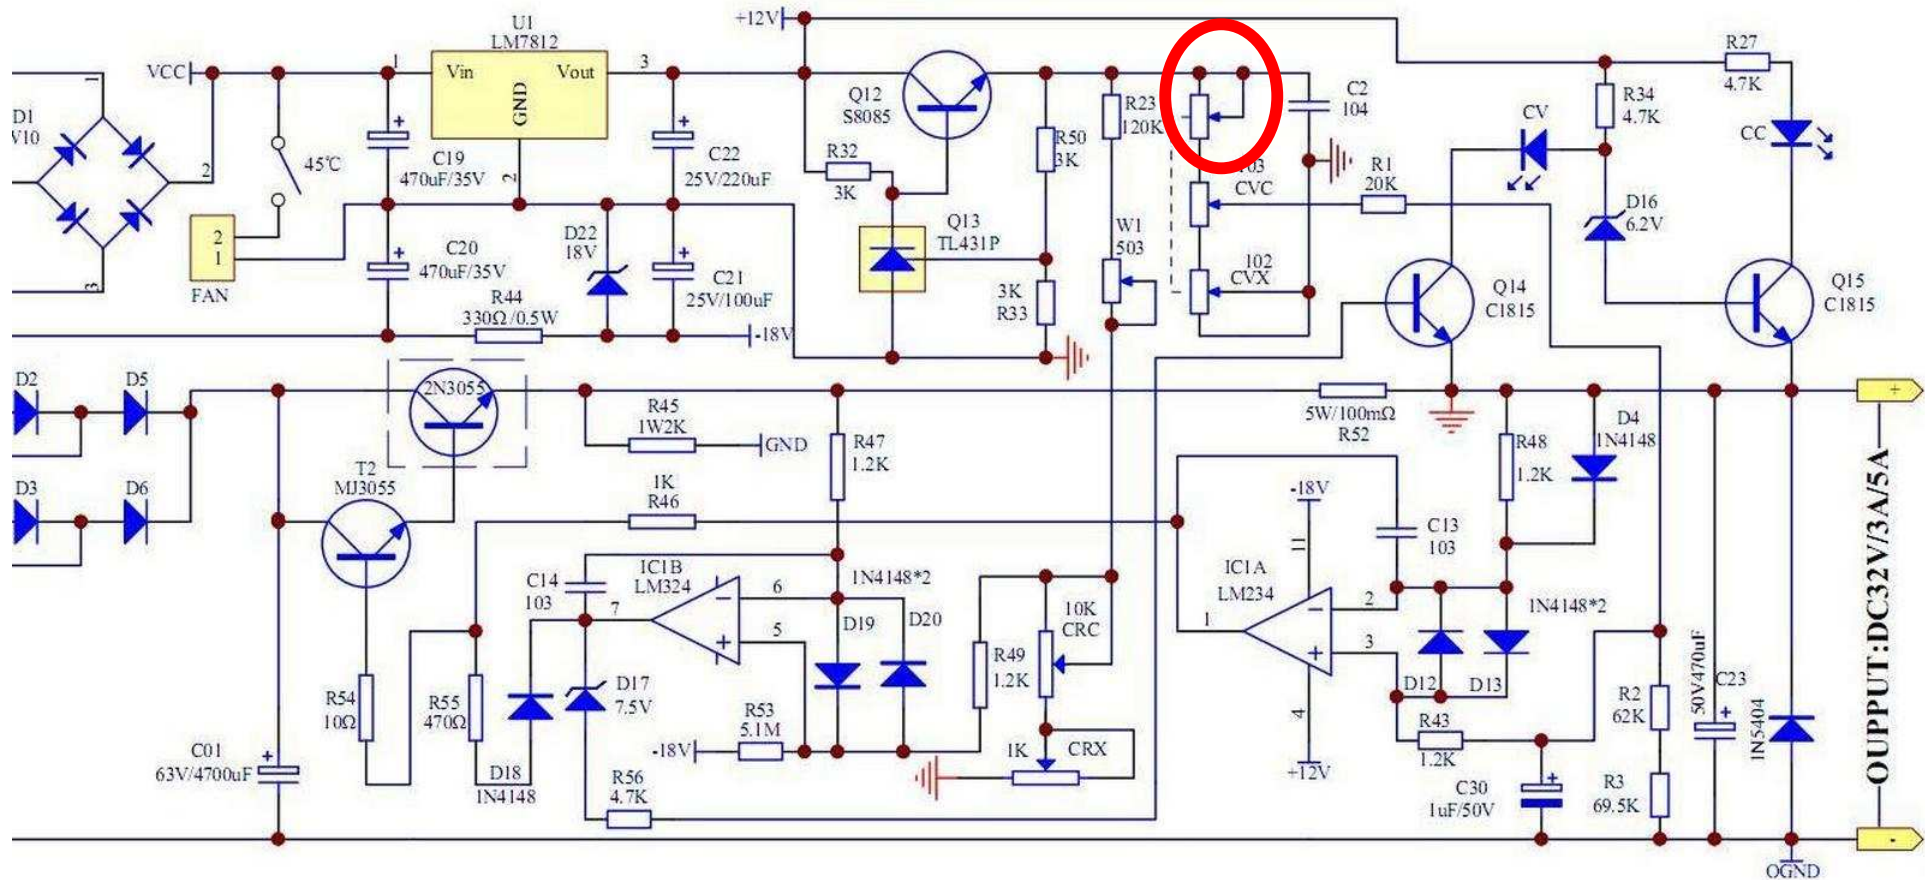 +12V
U1
LM7812
R27
4.7K
VCC
1
Vin
Vout
3
GND
2
1
2
3
D1
V10
45℃
C19
470uF/35V
C22
25V/220uF
Q12
S8085
R32
3K
R50
3K
R23
120K
C2
104
CV
R34
4.7K
CC
103
CVC
R1
20K
D16
6.2V
2
1
FAN
C20
470uF/35V
D22
18V
C21
25V/100uF
Q13
TL431P
W1
503
102
CVX
3K
R33
Q14
C1815
Q15
C1815
R44
330Ω/0.5W
-18V
D2
D5
2N3055
R45
1W2K
GND
R47
1.2K
5W/100mΩ
R52
R48
1.2K
D4
1N4148
D3
D6
T2
MJ3055
1K
R46
-18V
11
C13
103
C14
103
IC1B
LM324
7
6
5
1N4148*2
D19
D20
10K
CRC
IC1A
LM234
1
2
3
4
1N4148*2
D12
D13
R54
10Ω
R55
470Ω
D17
7.5V
R53
5.1M
-18V
R49
1.2K
1K
CRX
+12V
R43
1.2K
R2
62K
50V470uF
C23
1N5404
C01
63V/4700uF
D18
1N4148
R56
4.7K
C30
1uF/50V
R3
69.5K
+
OUPPUT:DC32V/3A/5A
-
OGND